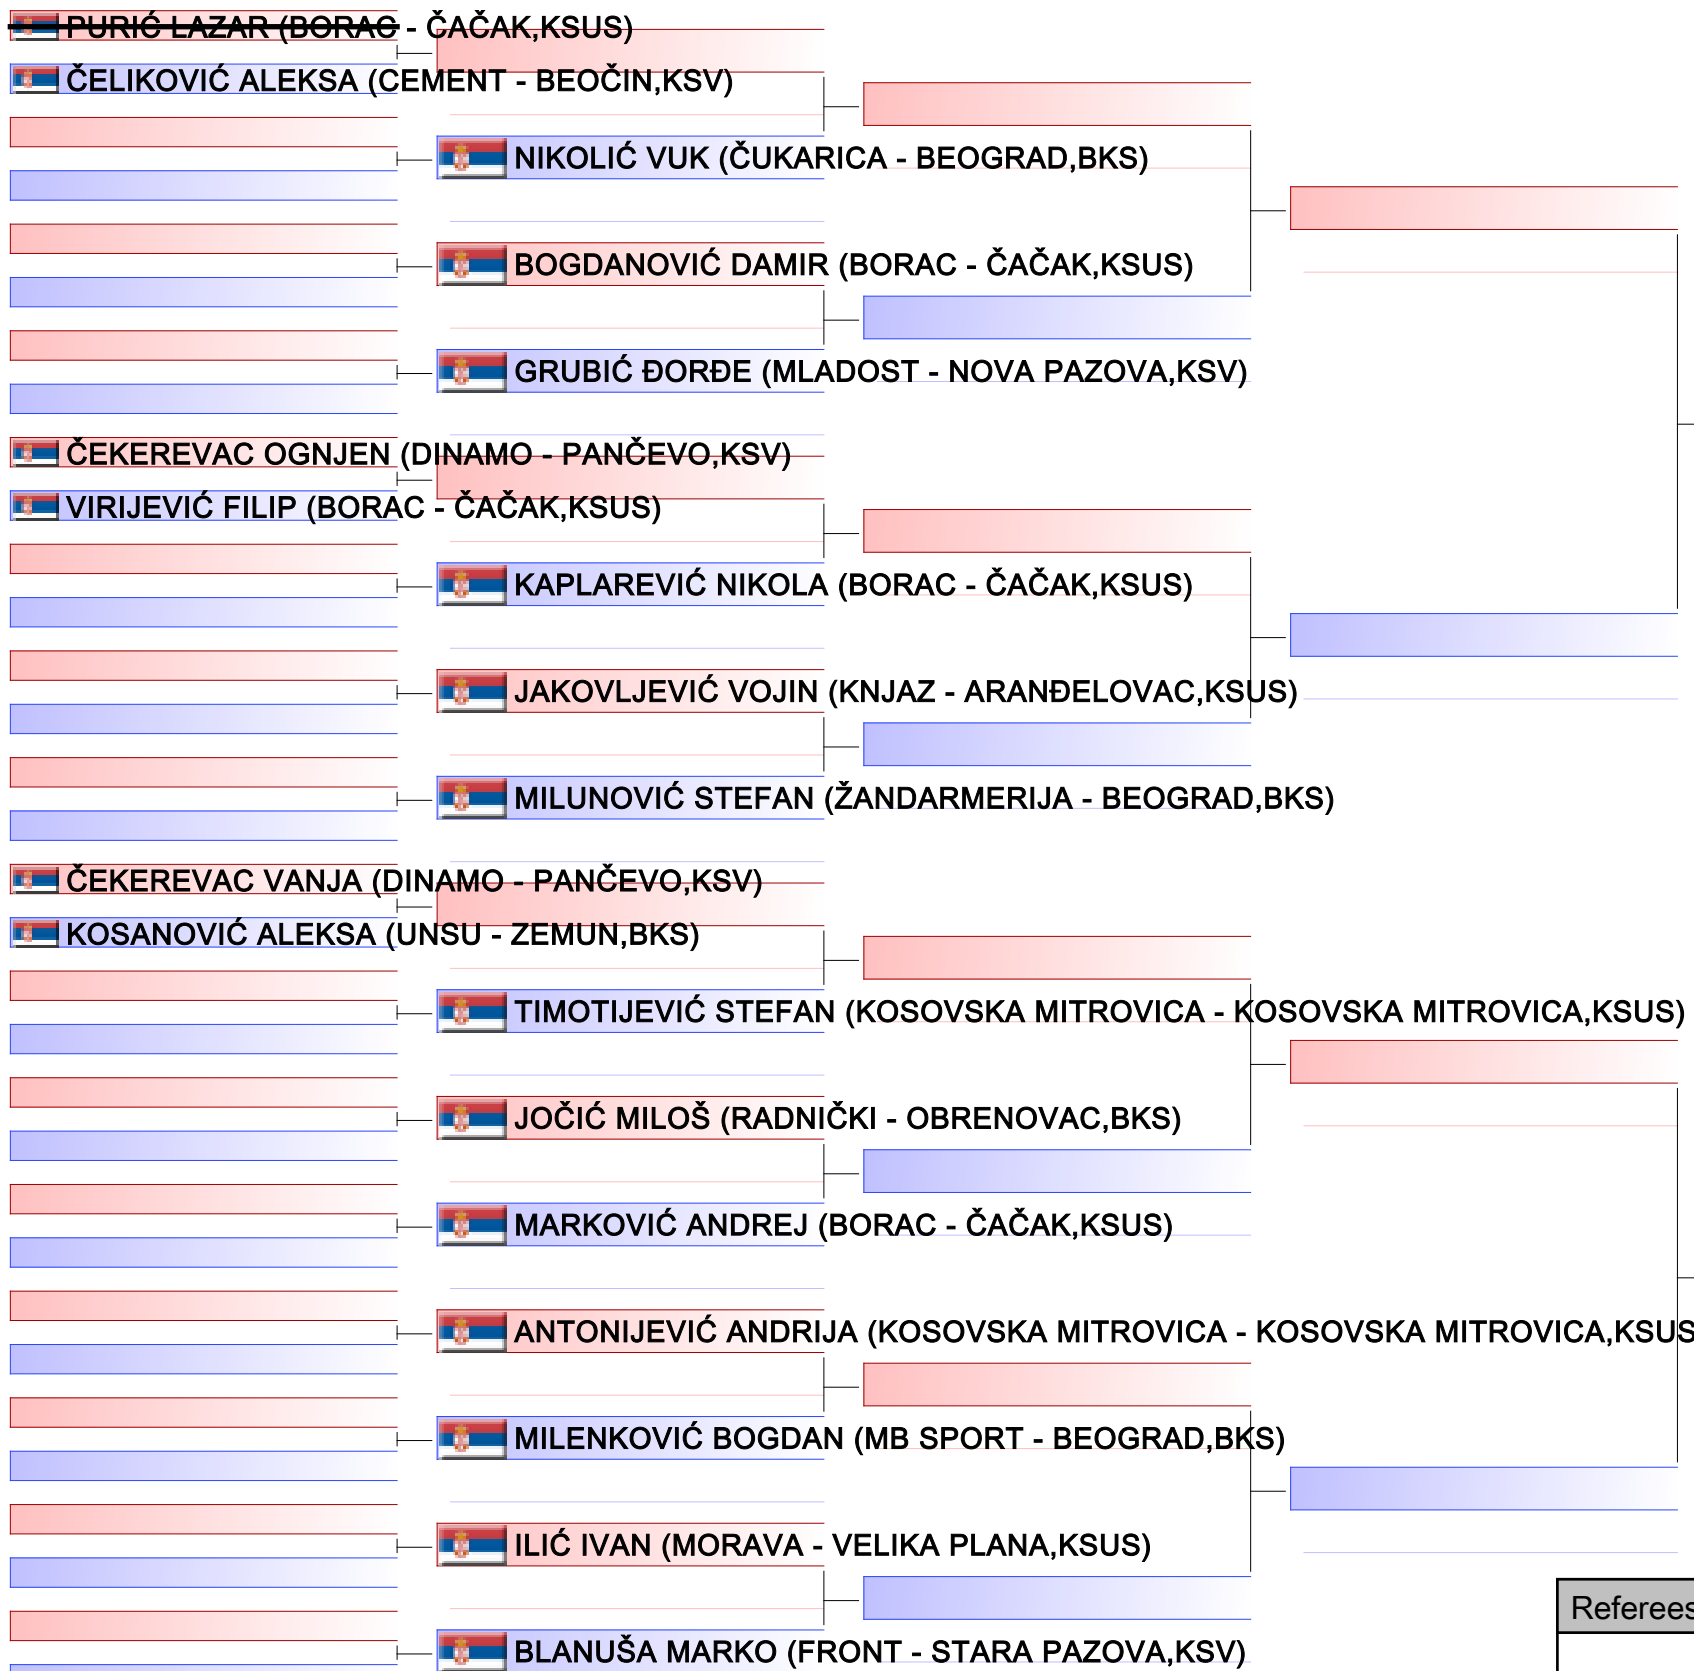 PURIĆ LAZAR (BORAC - ČAČAK,KSUS)
ČELIKOVIĆ ALEKSA (CEMENT - BEOČIN,KSV)
NIKOLIĆ VUK (ČUKARICA - BEOGRAD,BKS)
BOGDANOVIĆ DAMIR (BORAC - ČAČAK,KSUS)
GRUBIĆ ĐORĐE (MLADOST - NOVA PAZOVA,KSV)
ČEKEREVAC OGNJEN (DINAMO - PANČEVO,KSV)
VIRIJEVIĆ FILIP (BORAC - ČAČAK,KSUS)
KAPLAREVIĆ NIKOLA (BORAC - ČAČAK,KSUS)
JAKOVLJEVIĆ VOJIN (KNJAZ - ARANĐELOVAC,KSUS)
MILUNOVIĆ STEFAN (ŽANDARMERIJA - BEOGRAD,BKS)
ČEKEREVAC VANJA (DINAMO - PANČEVO,KSV)
KOSANOVIĆ ALEKSA (UNSU - ZEMUN,BKS)
TIMOTIJEVIĆ STEFAN (KOSOVSKA MITROVICA - KOSOVSKA MITROVICA,KSUS)
JOČIĆ MILOŠ (RADNIČKI - OBRENOVAC,BKS)
MARKOVIĆ ANDREJ (BORAC - ČAČAK,KSUS)
ANTONIJEVIĆ ANDRIJA (KOSOVSKA MITROVICA - KOSOVSKA MITROVICA,KSUS
MILENKOVIĆ BOGDAN (MB SPORT - BEOGRAD,BKS)
ILIĆ IVAN (MORAVA - VELIKA PLANA,KSUS)
Referees
BLANUŠA MARKO (FRONT - STARA PAZOVA,KSV)